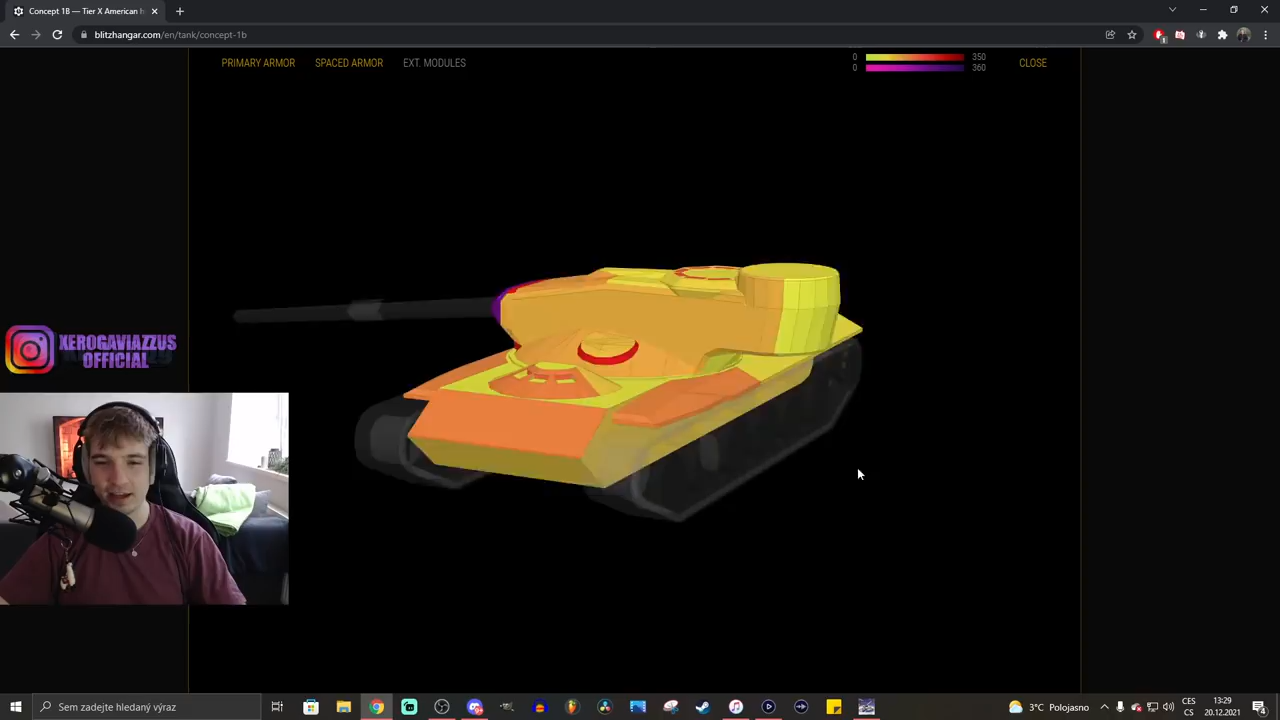 Concept 1B — Tier X American h
blitzhangar.com/en/tank/concept-1b
1
PRIMARY ARMOR
SPACED ARMOR
EXT. MODULES
0
350
0
360
CLOSE
XEROGAVIAZZUS
OFFICIAL
Sem zadejte hledaný výraz
3°C Polojasno
CES
CS
13:29
20.12.2021